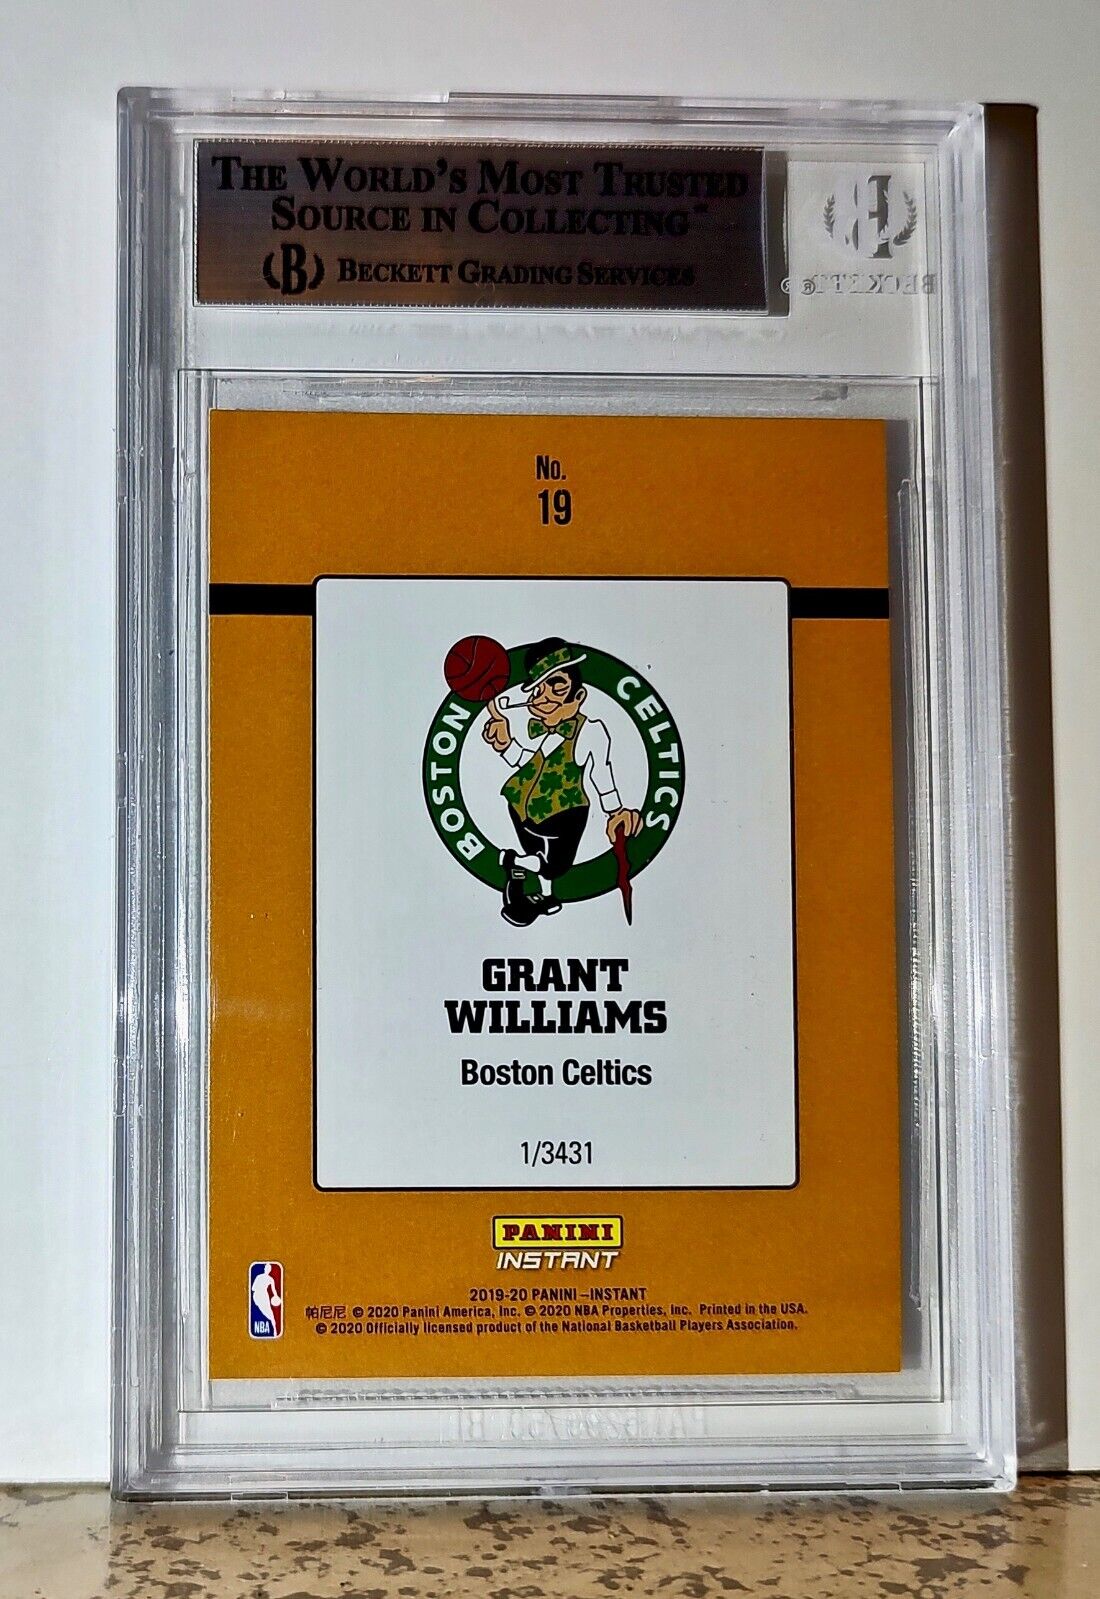 THE WORLD'S MOST TRUSTED
SOURCE IN COLLECTING™
B BECKETT GRADING SERVICES
BECKETT®
No.
19
BOSTON CELTICS
GRANT
WILLIAMS
Boston Celtics
1/3431
PANINI
INSTANT
2019-20 PANINI –INSTANT
帕尼尼 © 2020 Panini America, Inc. © 2020 NBA Properties, Inc. Printed in the USA.
© 2020 Officially licensed product of the National Basketball Players Association.
NBA